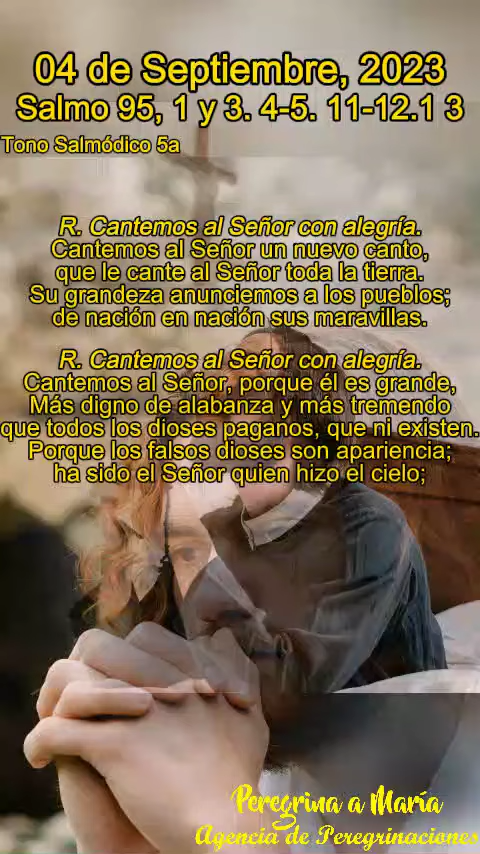 04 de Septiembre, 2023
Salmo 95, 1 y 3. 4-5. 11-12.1 3
Tono Salmódico 5a
R. Cantemos al Señor con alegría.
Cantemos al Señor un nuevo canto,
que le cante al Señor toda la tierra.
Su grandeza anunciemos a los pueblos;
de nación en nación sus maravillas.
R. Cantemos al Señor con alegría.
Cantemos al Señor, porque él es grande,
Más digno de alabanza y más tremendo
que todos los dioses paganos, que ni existen.
Porque los falsos dioses son apariencia;
ha sido el Señor quien hizo el cielo;
Peregrina a María
Agencia de Peregrinaciones